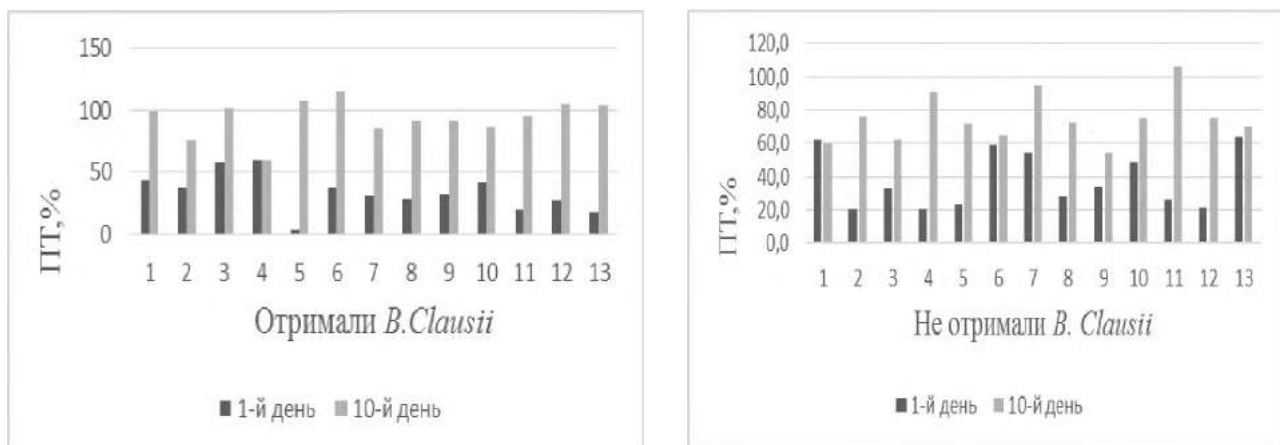 150
100
50
0
ПТ,%
1 2 3 4 5 6 7 8 9 10 11 12 13
Отримали B.Clausii
1-й день 10-й день
120,0
100,0
80,0
60,0
40,0
20,0
0,0
ПТ,%
1 2 3 4 5 6 7 8 9 10 11 12 13
Не отримали B. Clausii
1-й день 10-й день